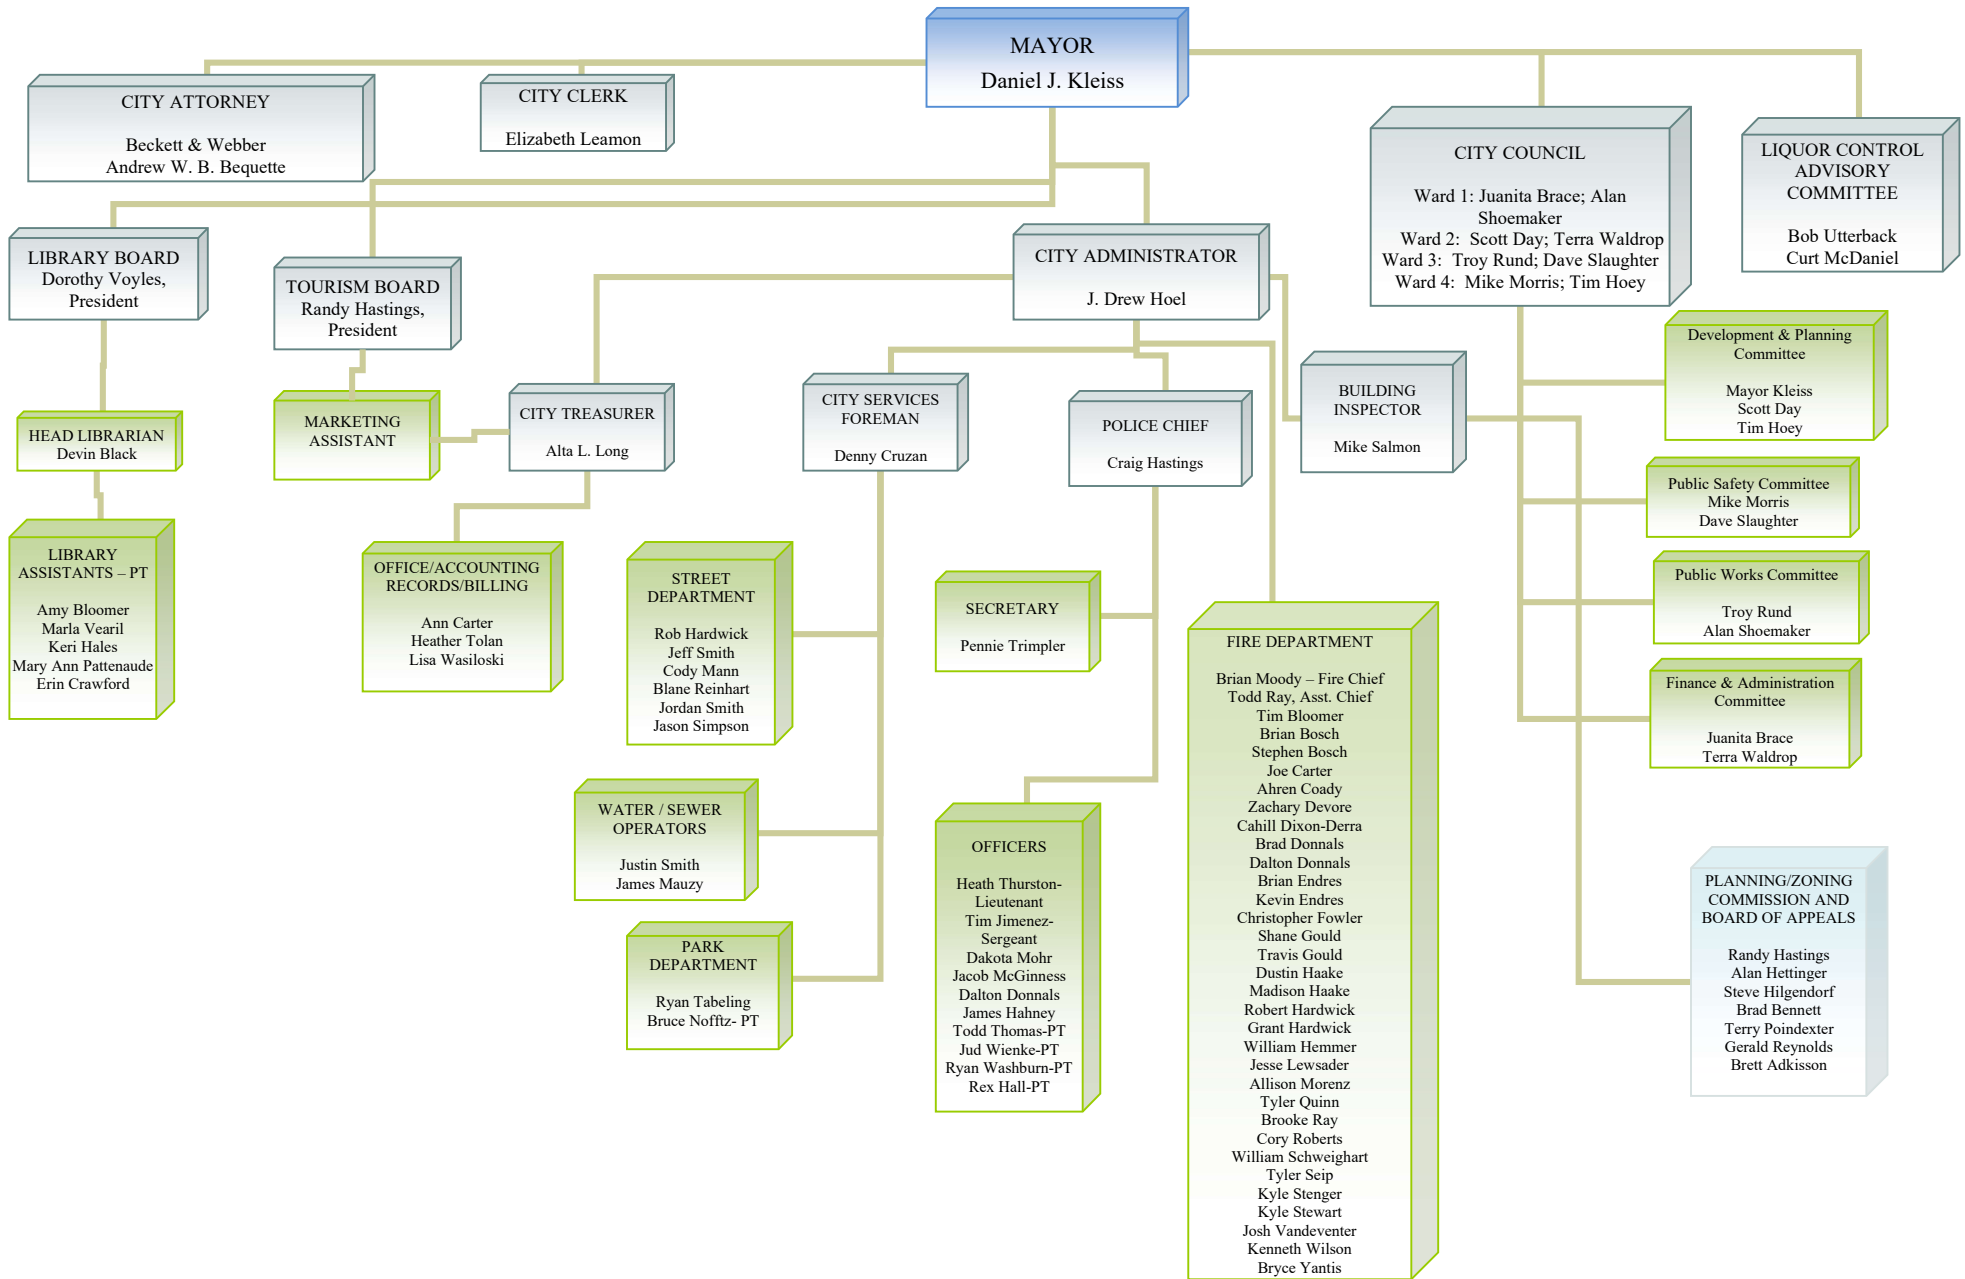 MAYOR
Daniel J. Kleiss
CITY ATTORNEY
Beckett & Webber
Andrew W. B. Bequette
CITY CLERK
Elizabeth Leamon
CITY COUNCIL
Ward 1: Juanita Brace; Alan
Shoemaker
Ward 2: Scott Day; Terra Waldrop
Ward 3: Troy Rund; Dave Slaughter
Ward 4: Mike Morris; Tim Hoey
LIQUOR CONTROL
ADVISORY
COMMITTEE
Bob Utterback
Curt McDaniel
LIBRARY BOARD
Dorothy Voyles,
President
TOURISM BOARD
Randy Hastings,
President
CITY ADMINISTRATOR
J. Drew Hoel
Development & Planning
Committee
Mayor Kleiss
Scott Day
Tim Hoey
HEAD LIBRARIAN
Devin Black
MARKETING
ASSISTANT
CITY TREASURER
Alta L. Long
CITY SERVICES
FOREMAN
Denny Cruzan
POLICE CHIEF
Craig Hastings
BUILDING
INSPECTOR
Mike Salmon
Public Safety Committee
Mike Morris
Dave Slaughter
Public Works Committee
Troy Rund
Alan Shoemaker
Finance & Administration
Committee
Juanita Brace
Terra Waldrop
LIBRARY
ASSISTANTS – PT
Amy Bloomer
Marla Vearil
Keri Hales
Mary Ann Pattenaude
Erin Crawford
OFFICE/ACCOUNTING
RECORDS/BILLING
Ann Carter
Heather Tolan
Lisa Wasiloski
STREET
DEPARTMENT
Rob Hardwick
Jeff Smith
Cody Mann
Blane Reinhart
Jordan Smith
Jason Simpson
SECRETARY
Pennie Trimpler
WATER / SEWER
OPERATORS
Justin Smith
James Mauzy
PARK
DEPARTMENT
Ryan Tabeling
Bruce Nofftz- PT
OFFICERS
Heath Thurston-
Lieutenant
Tim Jimenez-
Sergeant
Dakota Mohr
Jacob McGinness
Dalton Donnals
James Hahney
Todd Thomas-PT
Jud Wienke-PT
Ryan Washburn-PT
Rex Hall-PT
FIRE DEPARTMENT
Brian Moody – Fire Chief
Todd Ray, Asst. Chief
Tim Bloomer
Brian Bosch
Stephen Bosch
Joe Carter
Ahren Coady
Zachary Devore
Cahill Dixon-Derra
Brad Donnals
Dalton Donnals
Brian Endres
Kevin Endres
Christopher Fowler
Shane Gould
Travis Gould
Dustin Haake
Madison Haake
Robert Hardwick
Grant Hardwick
William Hemmer
Jesse Lewsader
Allison Morenz
Tyler Quinn
Brooke Ray
Cory Roberts
William Schweighart
Tyler Seip
Kyle Stenger
Kyle Stewart
Josh Vandeventer
Kenneth Wilson
Bryce Yantis
PLANNING/ZONING
COMMISSION AND
BOARD OF APPEALS
Randy Hastings
Alan Hettinger
Steve Hilgendorf
Brad Bennett
Terry Poindexter
Gerald Reynolds
Brett Adkisson